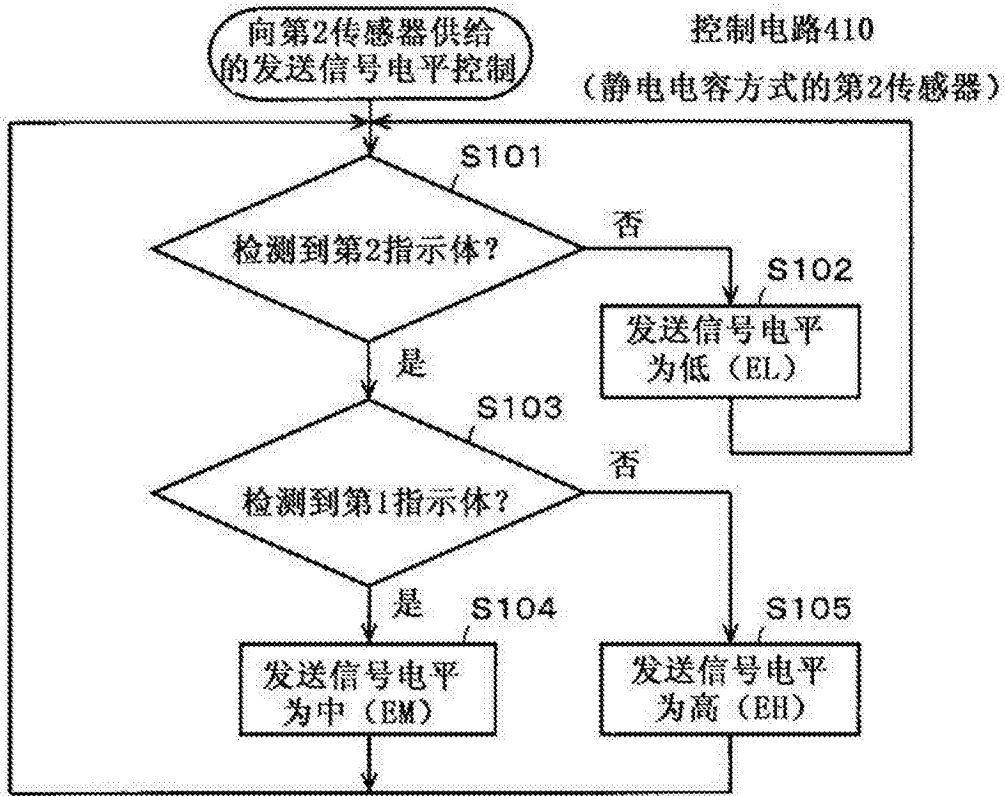 向第2传感器供给
的发送信号电平控制
控制电路410
（静电电容方式的第2传感器）
S101
检测到第2指示体?
否
S102
发送信号电平
为低（EL）
是
S103
检测到第1指示体?
否
是
S104
发送信号电平
为中（EM）
S105
发送信号电平
为高（EH）